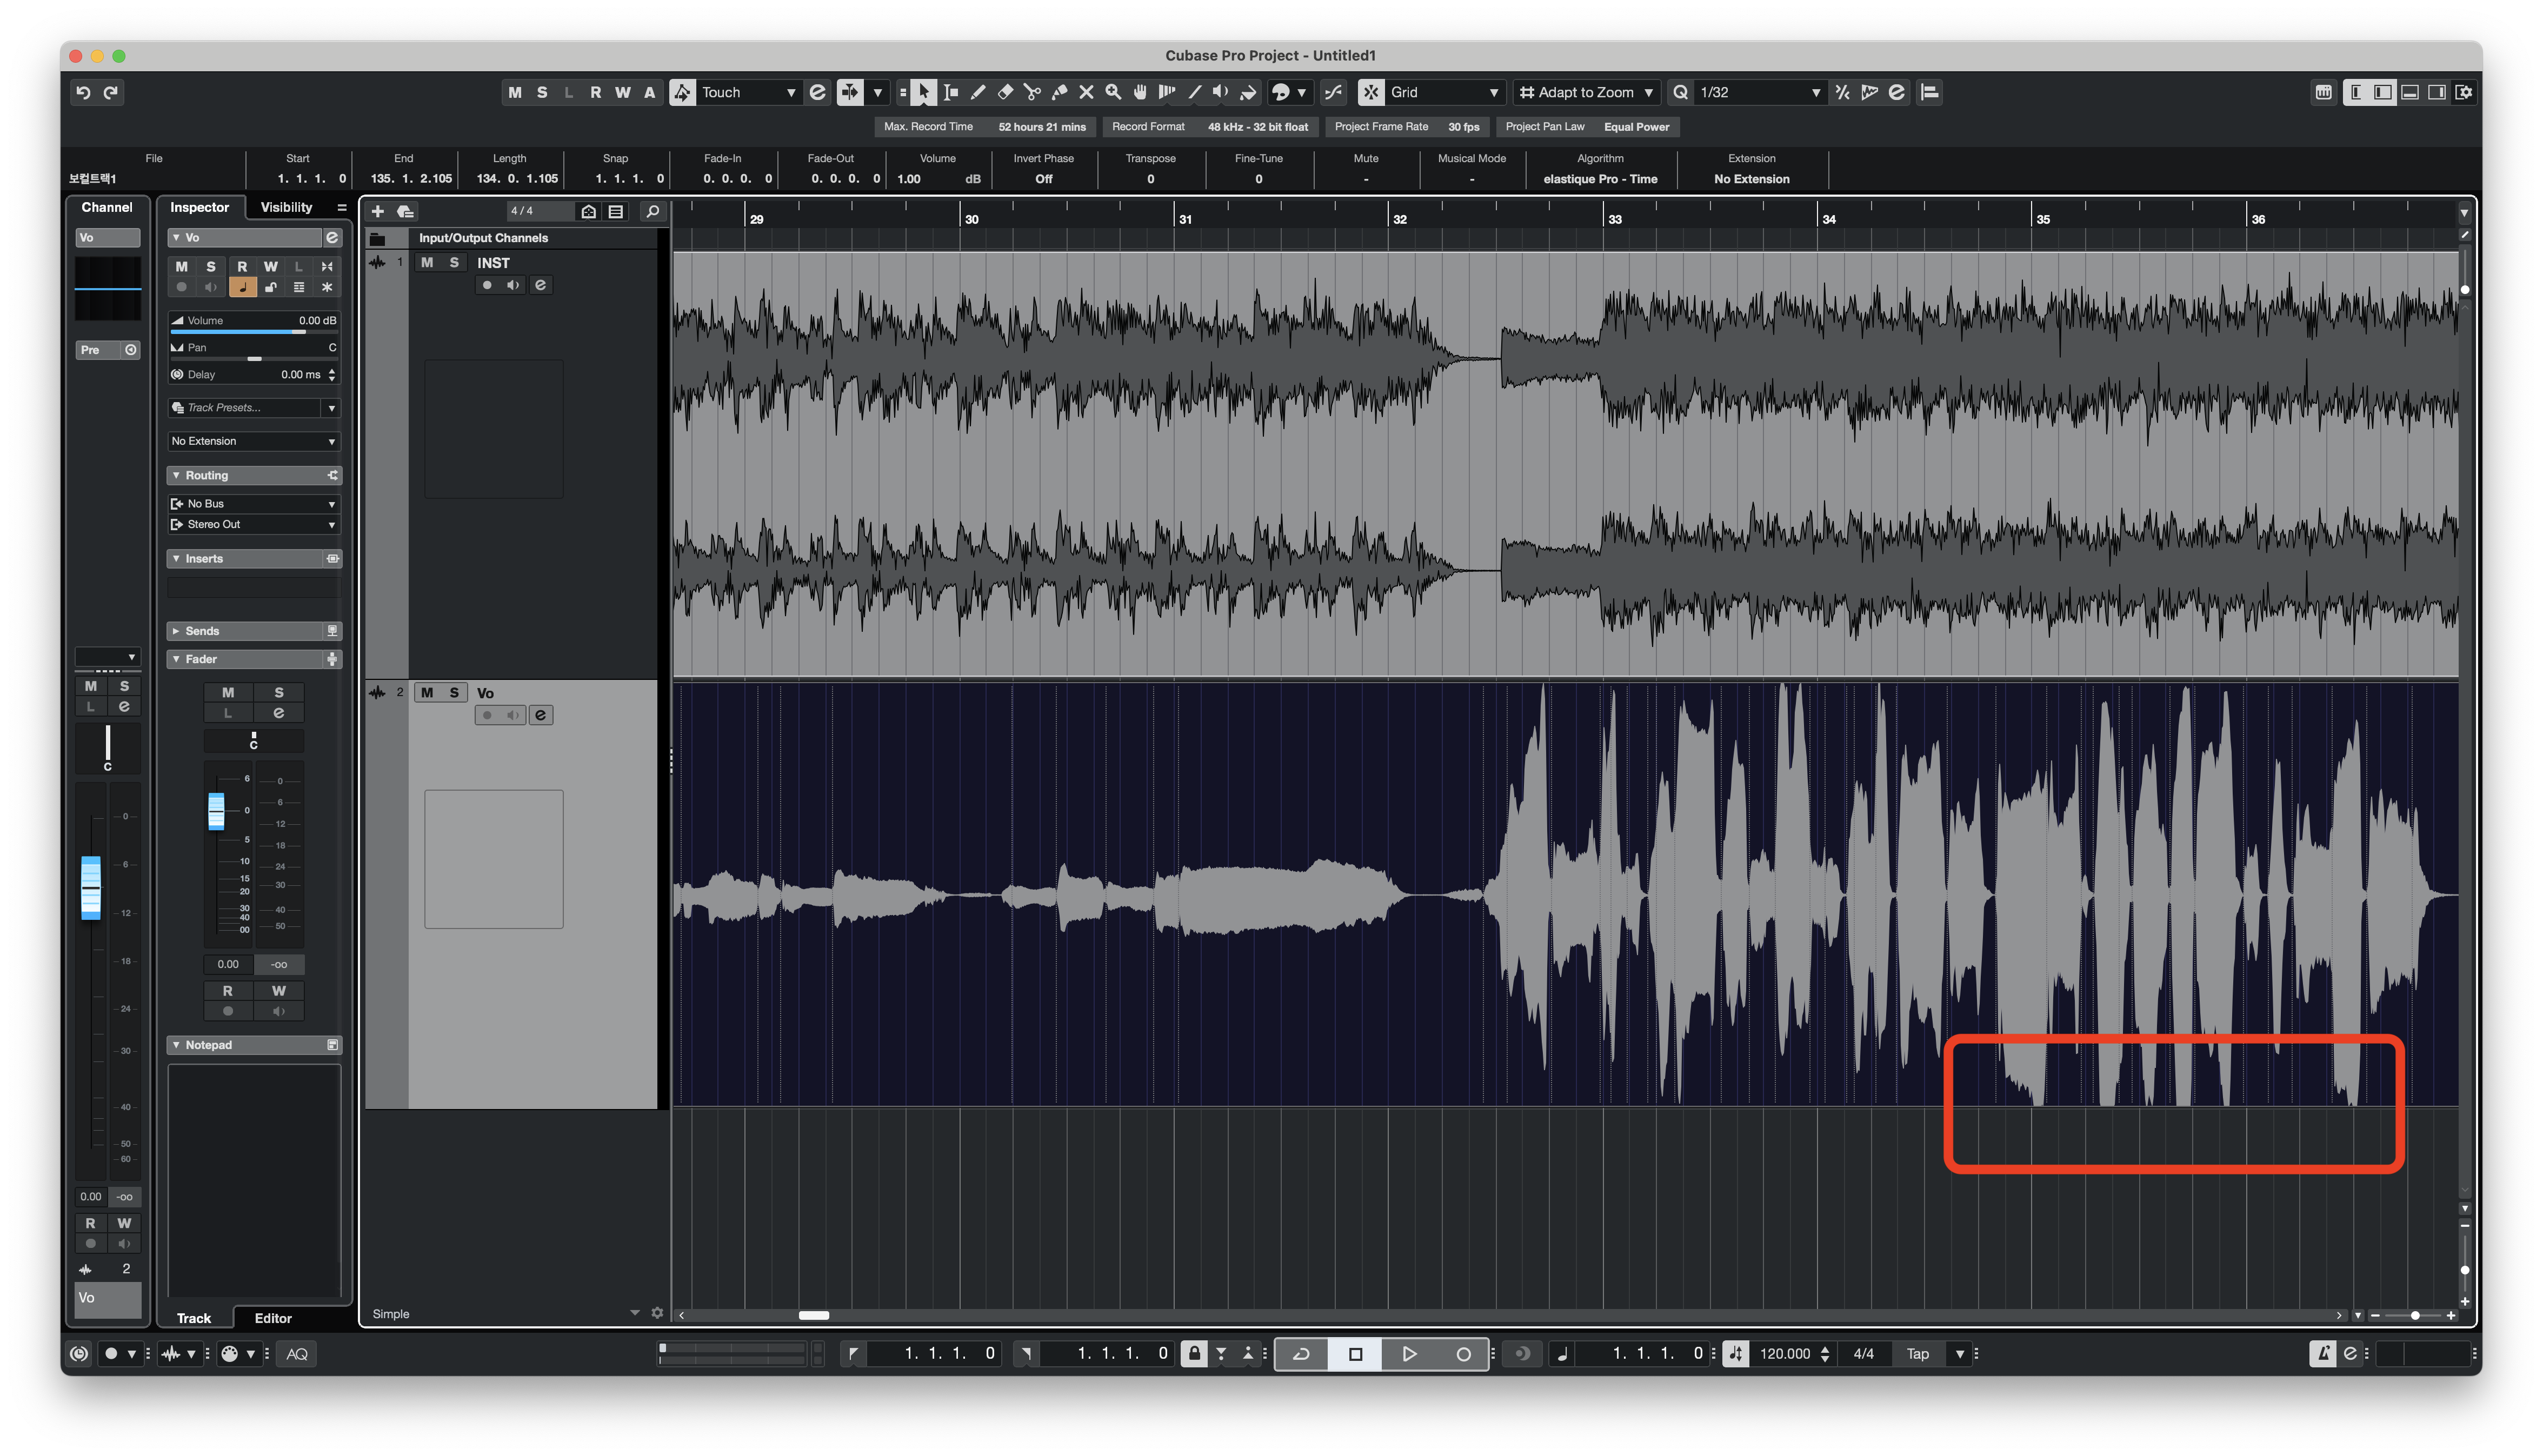 Cubase Pro Project - Untitled1
M S L R W A Touch Grid Adapt to Zoom Q 1/32
Max. Record Time 52 hours 21 mins Record Format 48 kHz - 32 bit float Project Frame Rate 30 fps Project Pan Law Equal Power
File Start End Length Snap Fade-In Fade-Out Volume Invert Phase Transpose Fine-Tune Mute Musical Mode Algorithm Extension
보컬트랙1 1. 1. 1. 0 135. 1. 2.105 134. 0. 1.105 1. 1. 1. 0 0. 0. 0. 0 0. 0. 0. 0 1.00 dB Off 0 0 - - elastique Pro - Time No Extension
Channel
Vo
Pre
M S
L e
C
0
6
12
18
24
30
40
50
60
0.00 -oo
R W
2
Vo
Inspector Visibility
Vo e
M S R W L
Volume 0.00 dB
Pan C
Delay 0.00 ms
Track Presets...
No Extension
Routing
No Bus
Stereo Out
Inserts
Sends
Fader
M S
L e
C
6 0
0 6
5 12
10 18
15 24
20 30
30 40
40 50
00
0.00 -oo
R W
Notepad
Track Editor
4 / 4
Input/Output Channels
1 M S INST
e
2 M S Vo
e
Simple
29 30 31 32 33 34 35 36
AQ 1. 1. 1. 0 1. 1. 1. 0 1. 1. 1. 0 120.000 4/4 Tap e